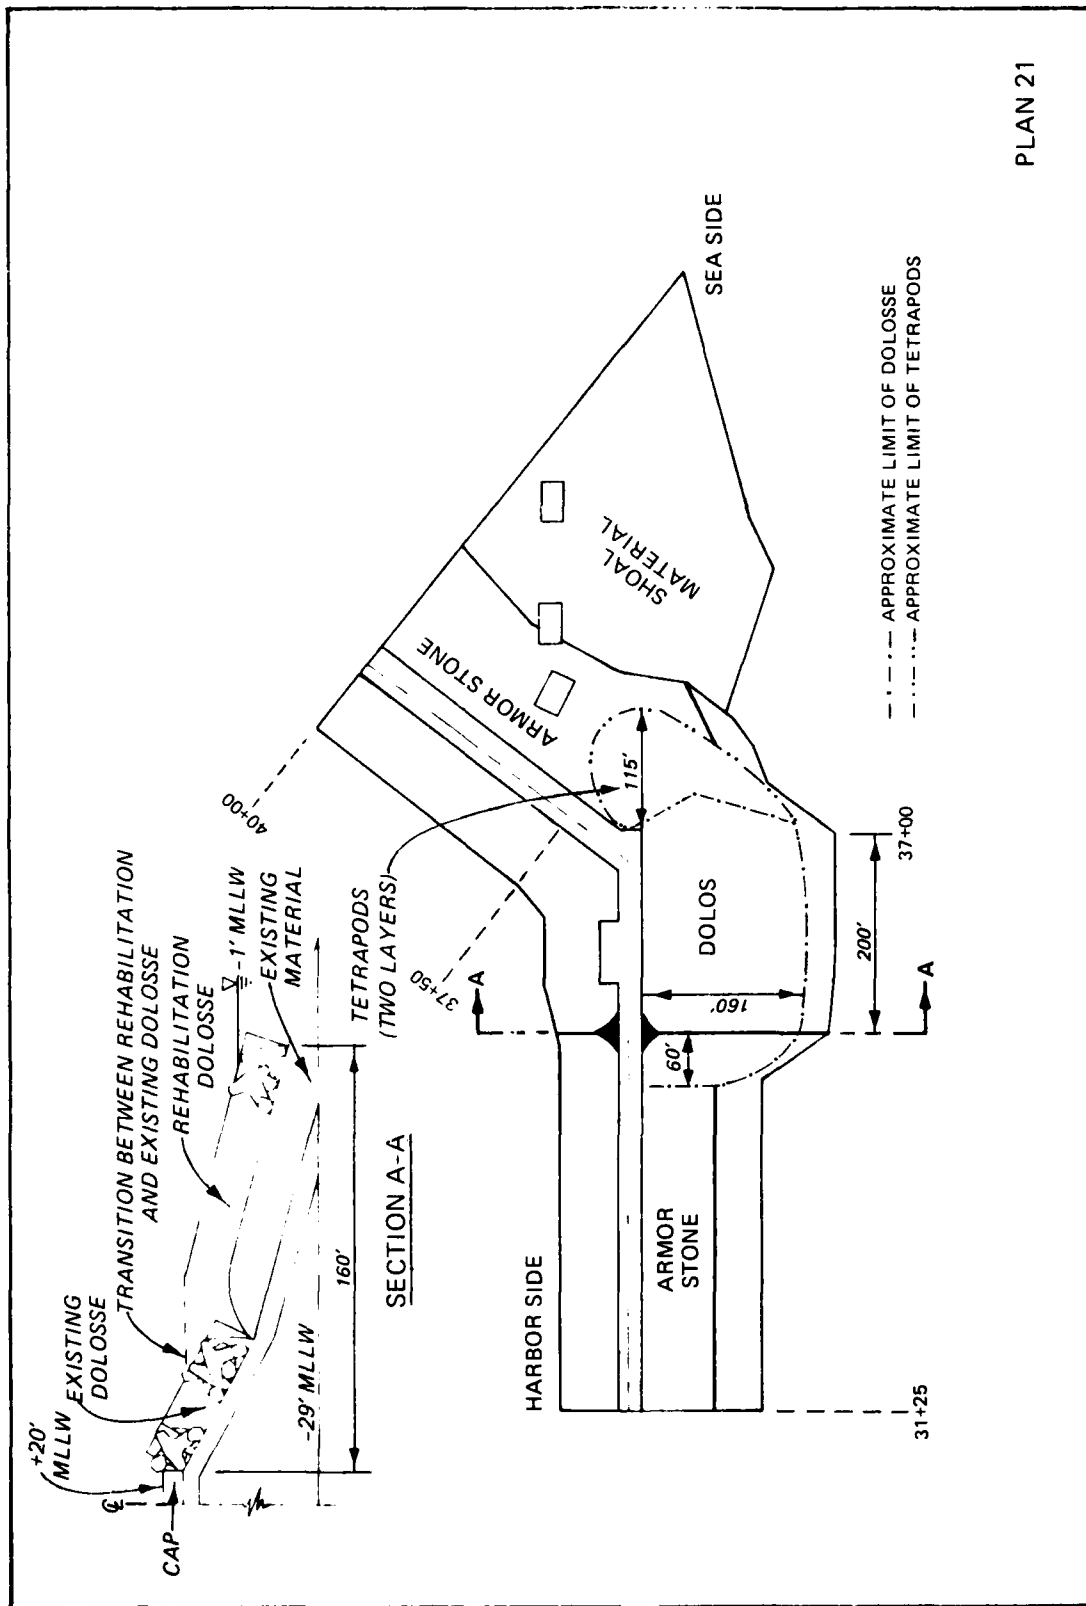 +20'
MLLW
EXISTING
DOLOSSE
TRANSITION BETWEEN REHABILITATION
AND EXISTING DOLOSSE
REHABILITATION
DOLOSSE
-1' MLLW
EXISTING
MATERIAL
℄
CAP
-29' MLLW
160'
SECTION A-A
TETRAPODS
(TWO LAYERS)
40+00
37+50
A
HARBOR SIDE
ARMOR STONE
SHOAL
MATERIAL
SEA SIDE
115'
DOLOS
160'
60'
ARMOR
STONE
200'
A
31+25
37+00
APPROXIMATE LIMIT OF DOLOSSE
APPROXIMATE LIMIT OF TETRAPODS
PLAN 21